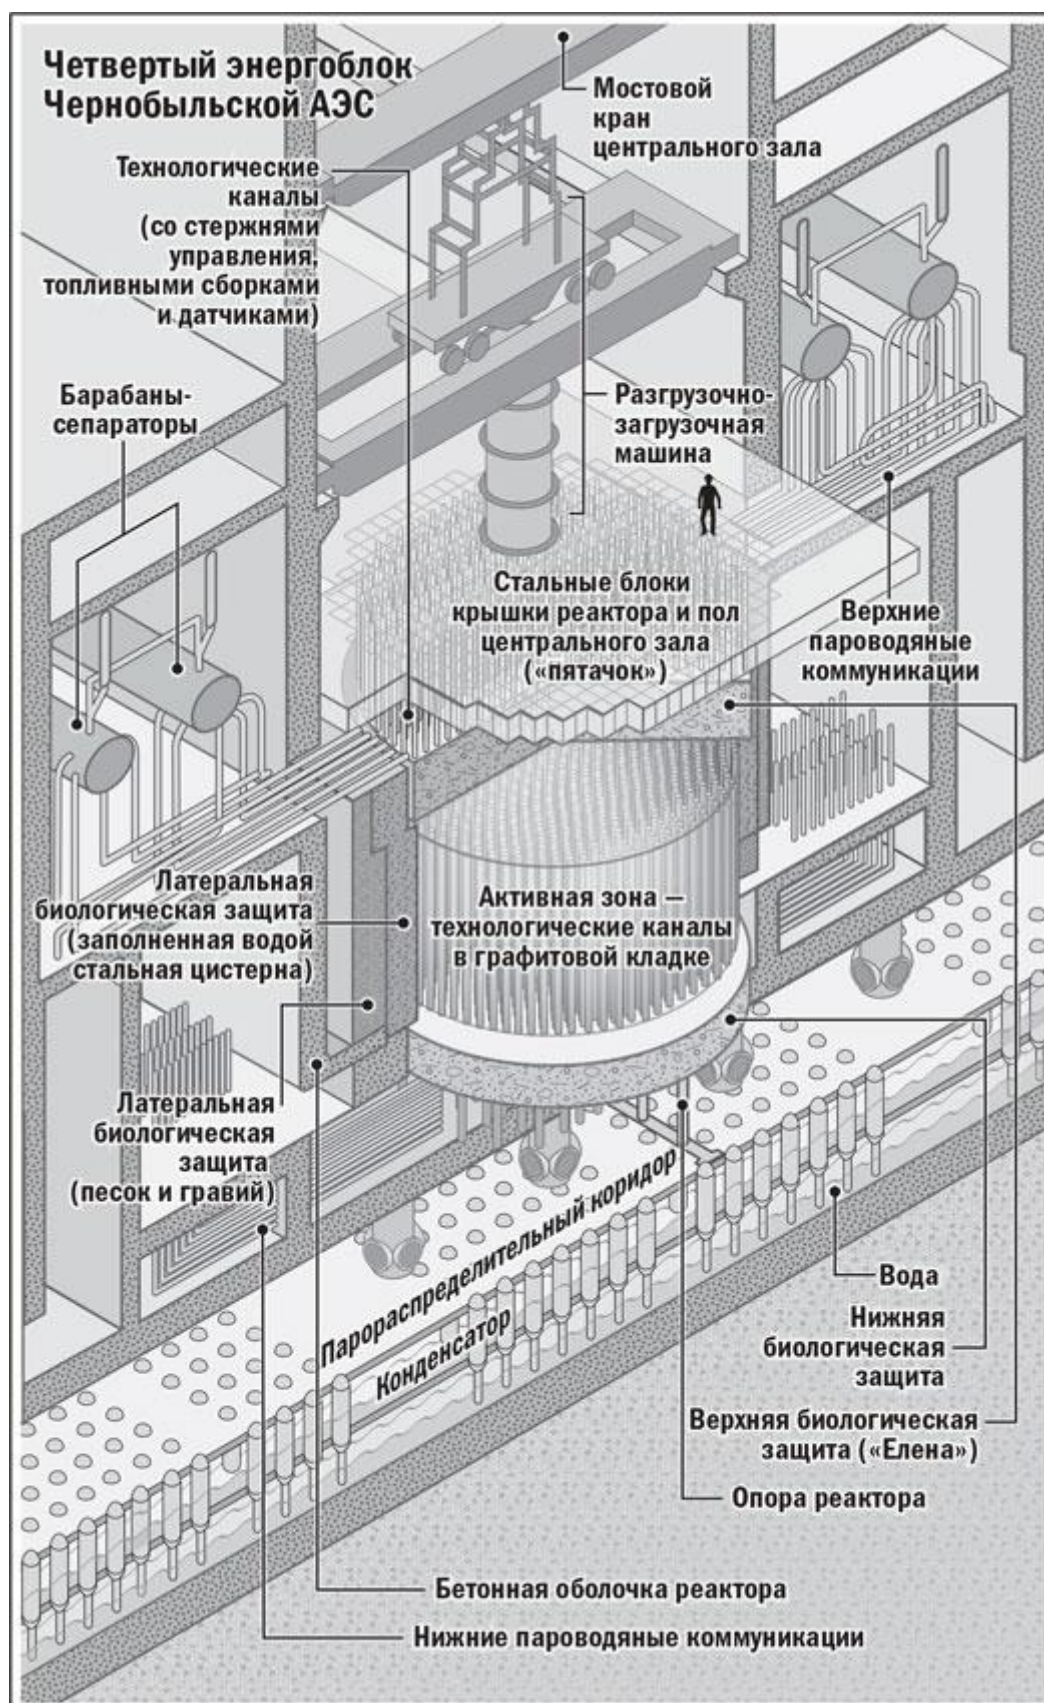 Четвертый энергоблок
Чернобыльской АЭС
Мостовой
кран
центрального зала
Технологические
каналы
(со стержнями
управления,
топливными сборками
и датчиками)
Барабаны-
сепараторы
Разгрузочно-
загрузочная
машина
Стальные блоки
крышки реактора и пол
центрального зала
(«пятачок»)
Верхние
пароводяные
коммуникации
Латеральная
биологическая защита
(заполненная водой
стальная цистерна)
Активная зона —
технологические каналы
в графитовой кладке
Латеральная
биологическая
защита
(песок и гравий)
Парораспределительный коридор
Конденсатор
Вода
Нижняя
биологическая
защита
Верхняя биологическая
защита («Елена»)
Опора реактора
Бетонная оболочка реактора
Нижние пароводяные коммуникации